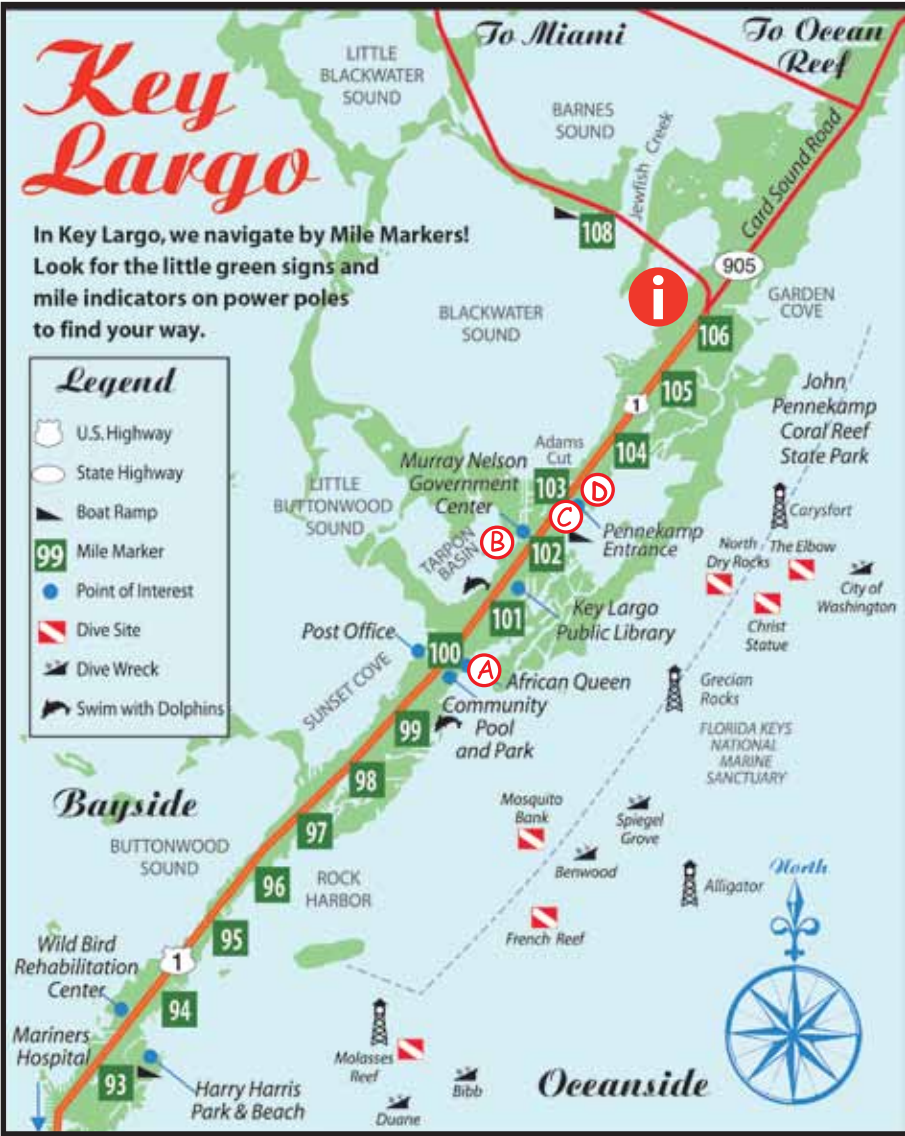 Key
Largo
In Key Largo, we navigate by Mile Markers!
Look for the little green signs and
mile indicators on power poles
to find your way.
Legend
U.S. Highway
State Highway
Boat Ramp
99
Mile Marker
Point of Interest
Dive Site
Dive Wreck
Swim with Dolphins
To Miami
To Ocean
Reef
LITTLE
BLACKWATER
SOUND
BARNES
SOUND
Jewfish Creek
Card Sound Road
108
905
i
GARDEN
COVE
BLACKWATER
SOUND
106
105
1
John
Pennekamp
Coral Reef
State Park
104
Adams
Cut
103
D
Murray Nelson
Government
Center
C
LITTLE
BUTTONWOOD
SOUND
B
TARPON
BASIN
102
Pennekamp
Entrance
Carysfort
North
Dry Rocks
The Elbow
City of
Washington
Christ
Statue
101
Key Largo
Public Library
Post Office
100
A
African Queen
SUNSET COVE
Community
Pool
and Park
Grecian
Rocks
99
FLORIDA KEYS
NATIONAL
MARINE
SANCTUARY
98
Bayside
97
Mosquito
Bank
Spiegel
Grove
BUTTONWOOD
SOUND
96
ROCK
HARBOR
Benwood
Alligator
North
95
French Reef
Wild Bird
Rehabilitation
Center
1
94
Mariners
Hospital
93
Harry Harris
Park & Beach
Molasses
Reef
Bibb
Duane
Oceanside